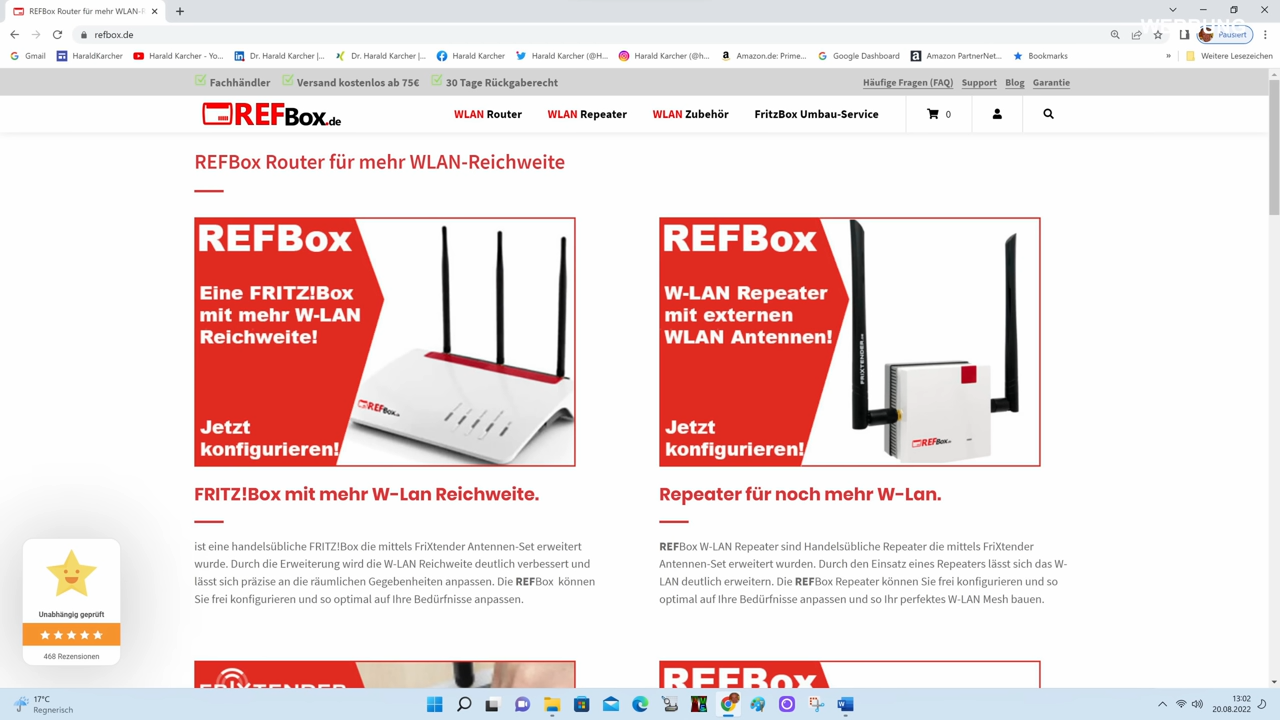 REFBox Router für mehr WLAN-R
refbox.de
WERBUNG
Pausiert
Gmail
HaraldKarcher
Harald Karcher - Yo...
Dr. Harald Karcher |...
Dr. Harald Karcher |...
Harald Karcher
Harald Karcher (@H...
Harald Karcher (@h...
Amazon.de: Prime...
Google Dashboard
Amazon PartnerNet...
Bookmarks
»
Weitere Lesezeichen
Fachhändler
Versand kostenlos ab 75€
30 Tage Rückgaberecht
Häufige Fragen (FAQ)
Support
Blog
Garantie
REFBox.de
WLAN Router
WLAN Repeater
WLAN Zubehör
FritzBox Umbau-Service
0
REFBox Router für mehr WLAN-Reichweite
REFBox
Eine FRITZ!Box
mit mehr W-LAN
Reichweite!
Jetzt
konfigurieren!
REFBox.de
REFBox
W-LAN Repeater
mit externen
WLAN Antennen!
Jetzt
konfigurieren!
FRIXTENDER.de
REFBox.de
FRITZ!Box mit mehr W-Lan Reichweite.
ist eine handelsübliche FRITZ!Box die mittels FriXtender Antennen-Set erweitert
wurde. Durch die Erweiterung wird die W-LAN Reichweite deutlich verbessert und
lässt sich präzise an die räumlichen Gegebenheiten anpassen. Die REFBox können
Sie frei konfigurieren und so optimal auf Ihre Bedürfnisse anpassen.
Repeater für noch mehr W-Lan.
REFBox W-LAN Repeater sind Handelsübliche Repeater die mittels FriXtender
Antennen-Set erweitert wurden. Durch den Einsatz eines Repeaters lässt sich das W-
LAN deutlich erweitern. Die REFBox Repeater können Sie frei konfigurieren und so
optimal auf Ihre Bedürfnisse anpassen und so Ihr perfektes W-LAN Mesh bauen.
Unabhängig geprüft
468 Rezensionen
FRIXTENDER
REFBox
17°C
Regnerisch
13:02
20.08.2022